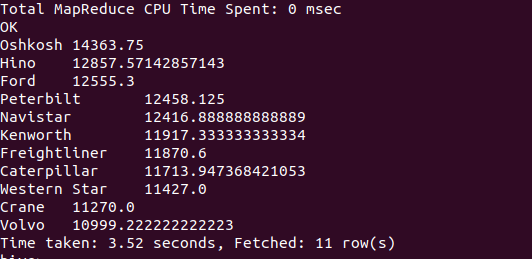 Total MapReduce CPU Time Spent: 0 msec
OK
Oshkosh 14363.75
Hino 12857.57142857143
Ford 12555.3
Peterbilt 12458.125
Navistar 12416.888888888889
Kenworth 11917.333333333334
Freightliner 11870.6
Caterpillar 11713.947368421053
Western Star 11427.0
Crane 11270.0
Volvo 10999.222222222223
Time taken: 3.52 seconds, Fetched: 11 row(s)